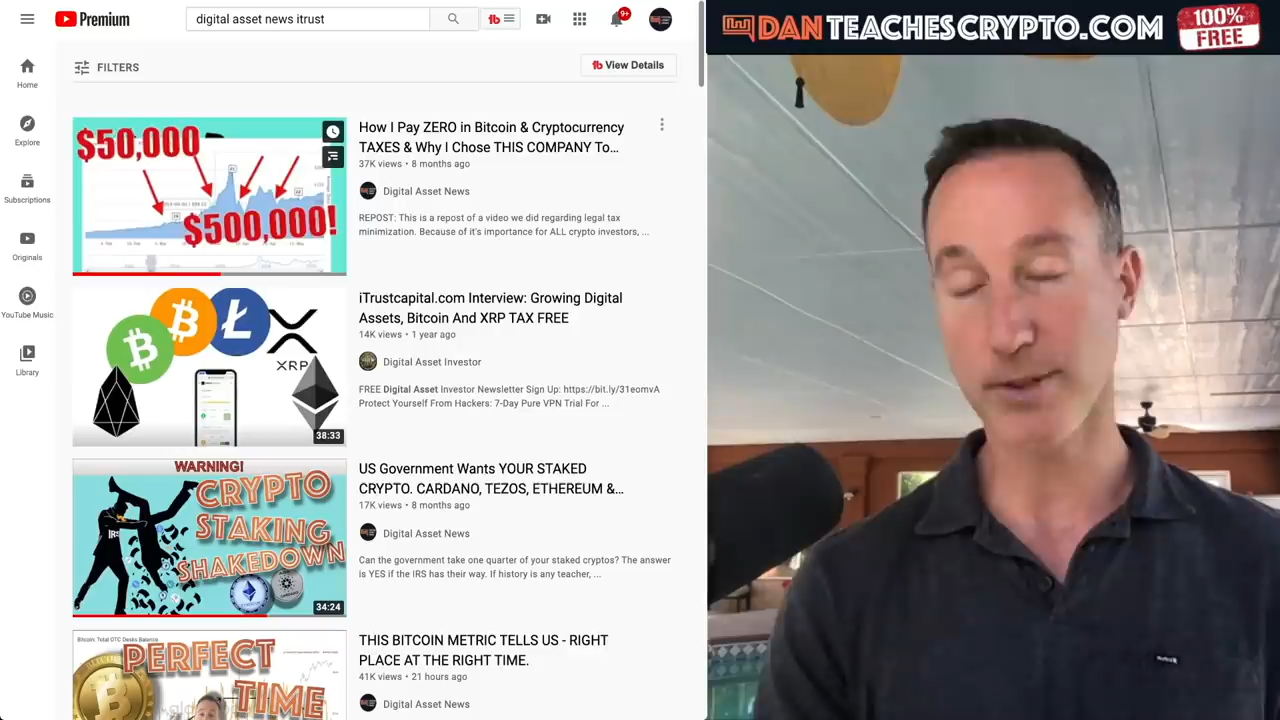 Premium
digital asset news itrust
9+
Home
Explore
Subscriptions
Originals
YouTube Music
Library
FILTERS
View Details
$50,000
$500,000!
How I Pay ZERO in Bitcoin & Cryptocurrency
TAXES & Why I Chose THIS COMPANY To…
37K views • 8 months ago
Digital Asset News
REPOST: This is a repost of a video we did regarding legal tax
minimization. Because of it's importance for ALL crypto investors, ...
XRP
38:33
iTrustcapital.com Interview: Growing Digital
Assets, Bitcoin And XRP TAX FREE
14K views • 1 year ago
Digital Asset Investor
FREE Digital Asset Investor Newsletter Sign Up: https://bit.ly/31eomvA
Protect Yourself From Hackers: 7-Day Pure VPN Trial For ...
WARNING!
CRYPTO
STAKING
SHAKEDOWN
34:24
US Government Wants YOUR STAKED
CRYPTO. CARDANO, TEZOS, ETHEREUM &…
17K views • 8 months ago
Digital Asset News
Can the government take one quarter of your staked cryptos? The answer
is YES if the IRS has their way. If history is any teacher, ...
Bitcoin: Total OTC Desks Balance
PERFECT
TIME
THIS BITCOIN METRIC TELLS US - RIGHT
PLACE AT THE RIGHT TIME.
41K views • 21 hours ago
Digital Asset News
DAN TEACHESCRYPTO.COM
100%
FREE